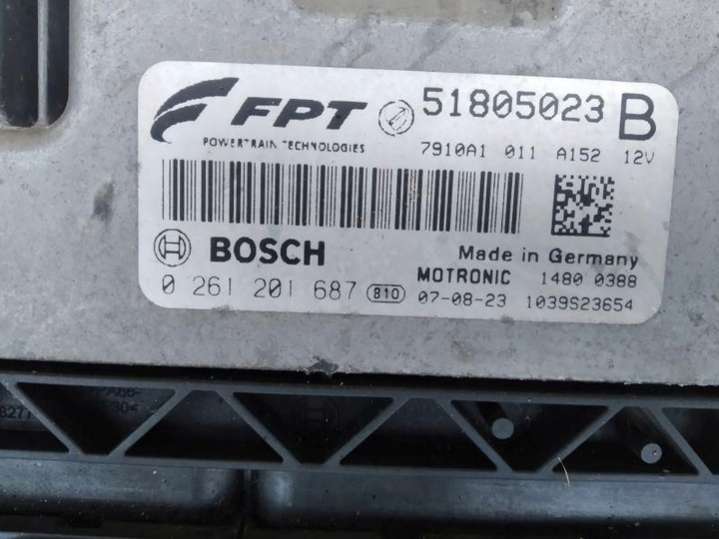 FPT 51805023 B
POWERTRAIN TECHNOLOGIES 7910A1 011 A152 12V
BOSCH Made in Germany
MOTRONIC 1480 0388
0 261 201 687 810 07-08-23 1039S23654